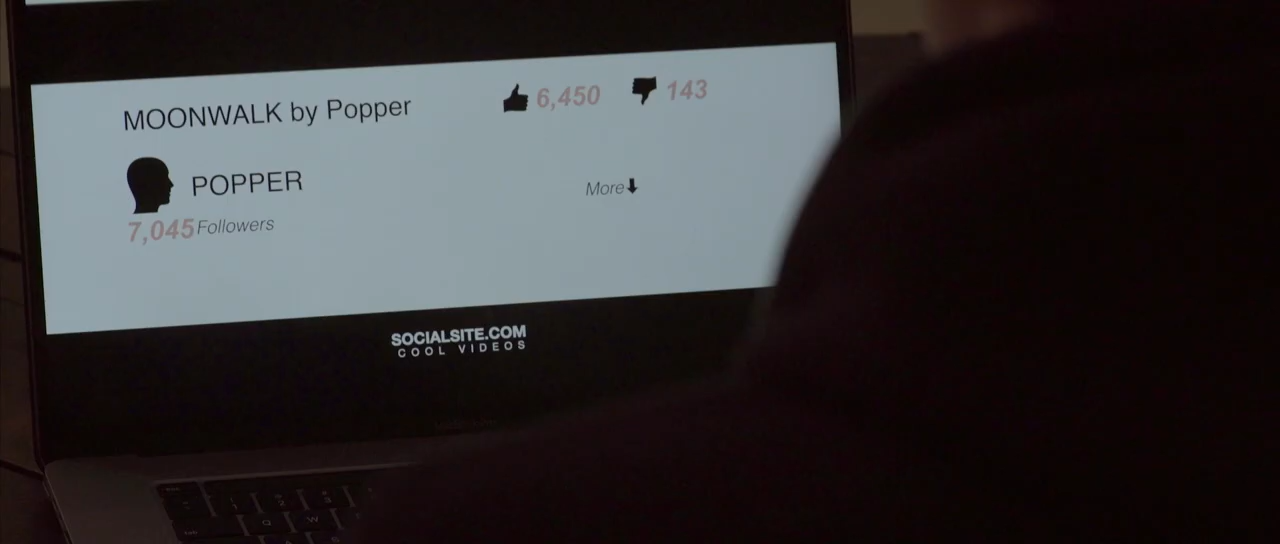 MOONWALK by Popper
6,450
143
POPPER
More
7,045 Followers
SOCIALSITE.COM
COOL VIDEOS
Q
W